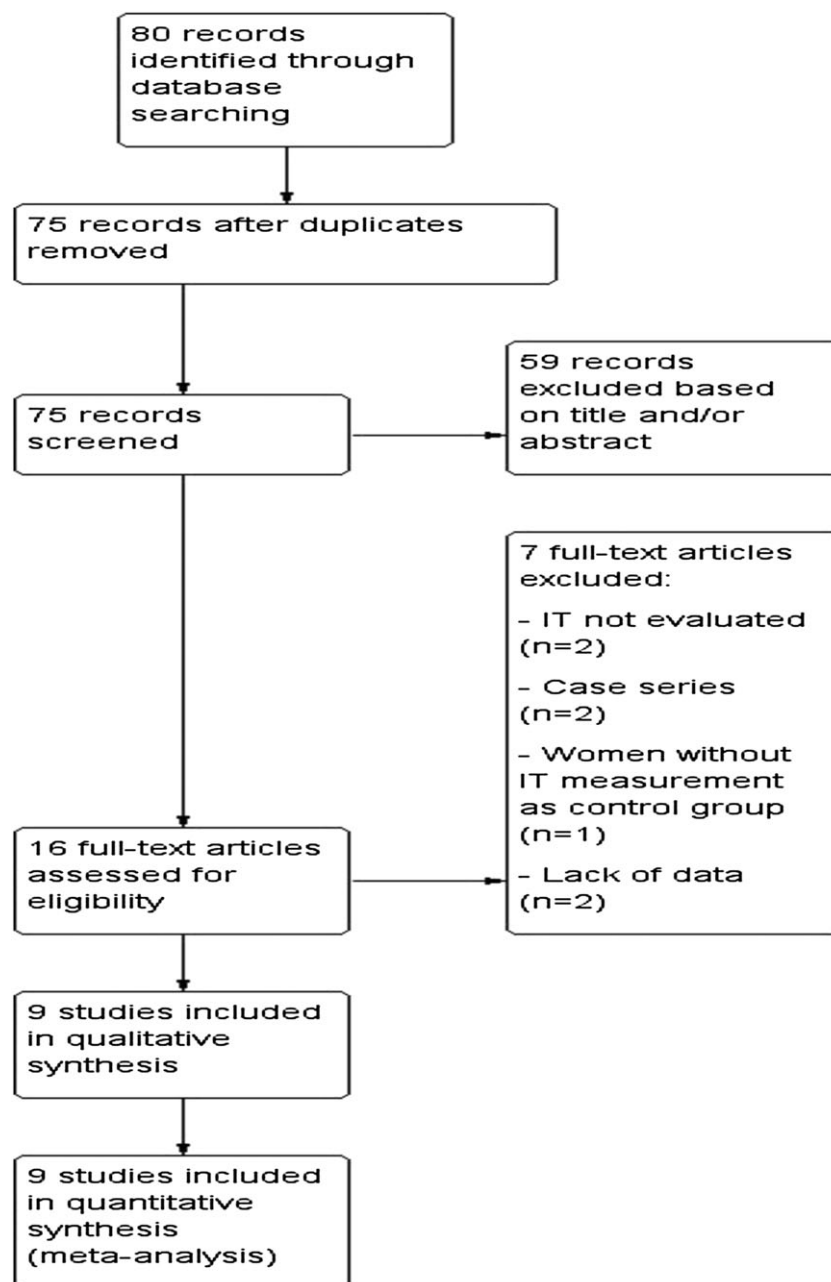 80 records
identified through
database
searching
75 records after duplicates
removed
75 records
screened
59 records
excluded based
on title and/or
abstract
16 full-text articles
assessed for
eligibility
7 full-text articles
excluded:
- IT not evaluated
(n=2)
- Case series
(n=2)
- Women without
IT measurement
as control group
(n=1)
- Lack of data
(n=2)
9 studies included
in qualitative
synthesis
9 studies included
in quantitative
synthesis
(meta-analysis)